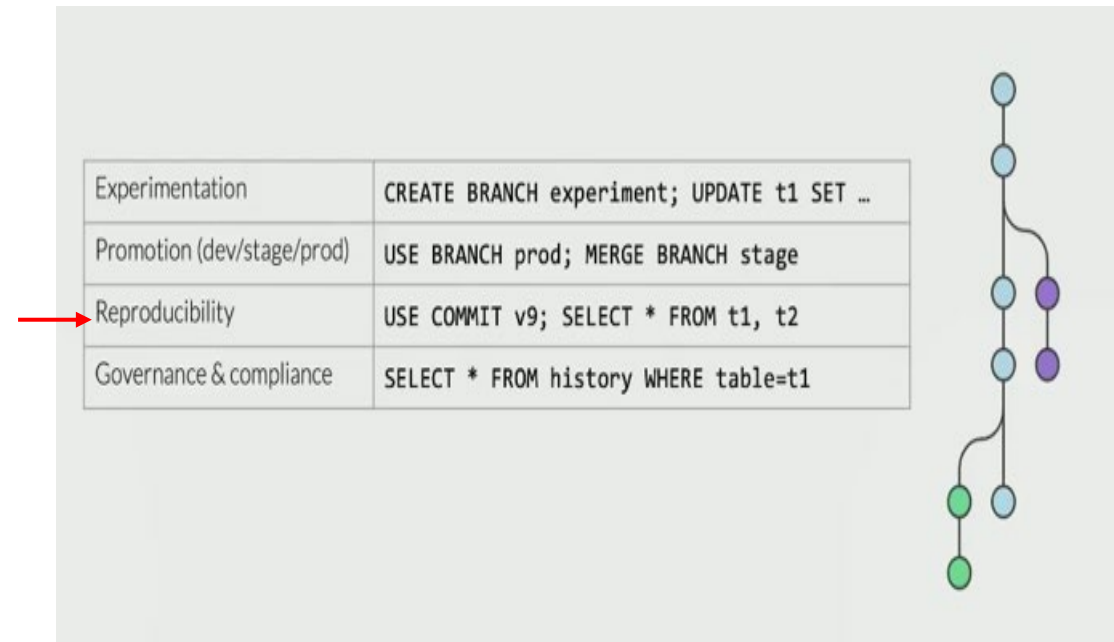 Experimentation CREATE BRANCH experiment; UPDATE t1 SET …
Promotion (dev/stage/prod) USE BRANCH prod; MERGE BRANCH stage
Reproducibility USE COMMIT v9; SELECT * FROM t1, t2
Governance & compliance SELECT * FROM history WHERE table=t1